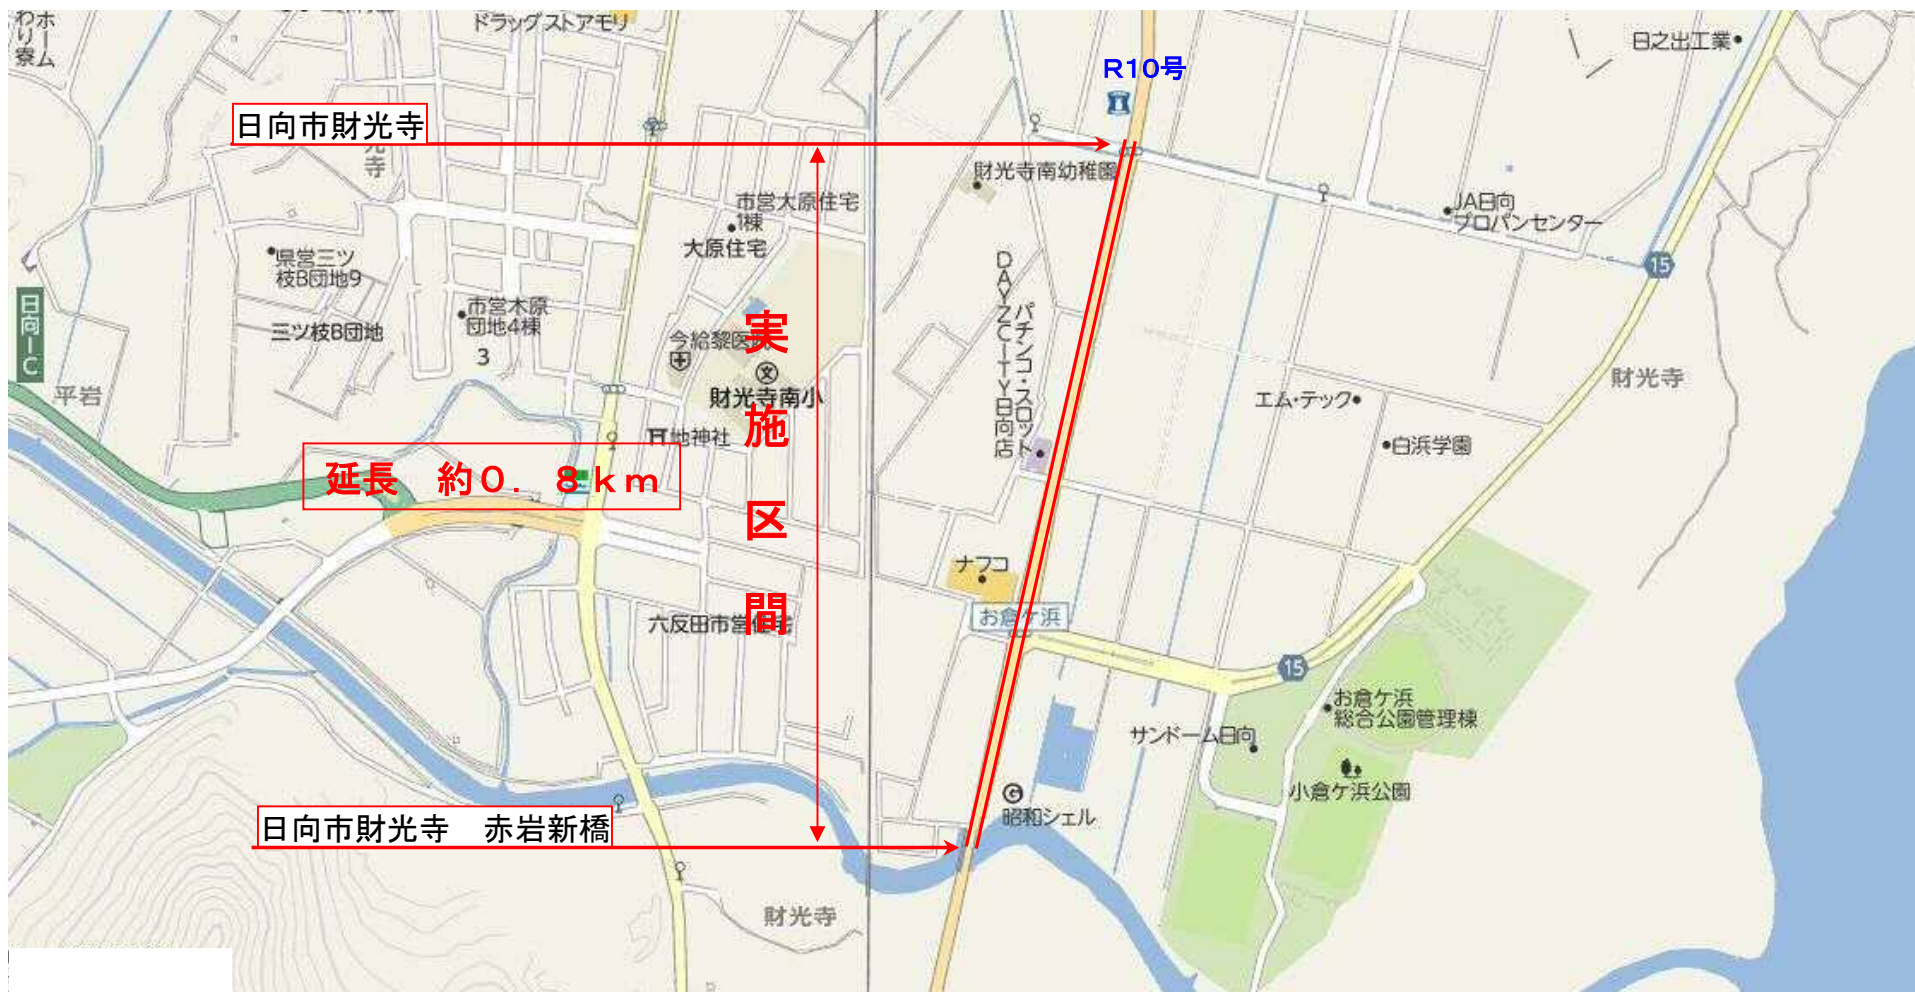 ホーム
わり寮
ドラッグストアモリ
日之出工業
R10号
日向市財光寺
光寺
財光寺南幼稚園
市営大原住宅
1棟
大原住宅
JA日向
プロパンセンター
県営三ツ
枝B団地9
15
日向IC
市営木原
団地4棟
三ツ枝B団地
3
今給黎医院
パチンコ・スロット
DAYZCITY日向店
実施区間
文
財光寺南小
平岩
財光寺
エム・テック
白浜学園
地神社
延長 約0.8km
ナフコ
お倉ケ浜
六反田市営住宅
15
お倉ケ浜
総合公園管理棟
サンドーム日向
小倉ケ浜公園
昭和シェル
日向市財光寺 赤岩新橋
財光寺